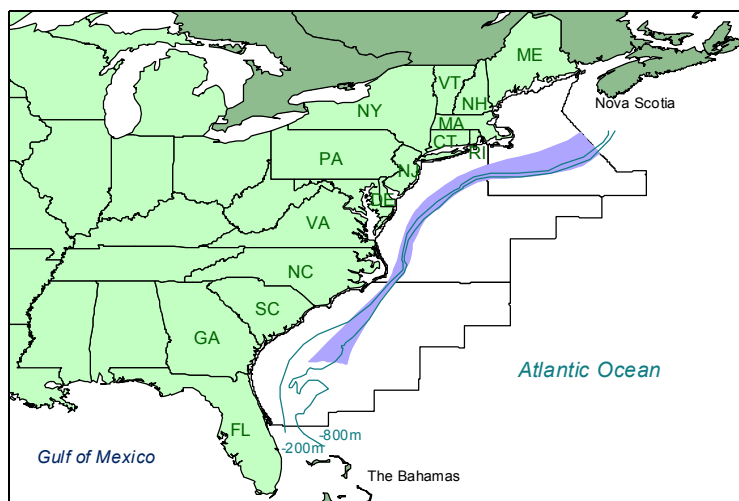 ME
VT
NH
Nova Scotia
NY
MA
CT
RI
PA
NJ
DE
VA
NC
SC
GA
Atlantic Ocean
FL
-800m
-200m
Gulf of Mexico
The Bahamas